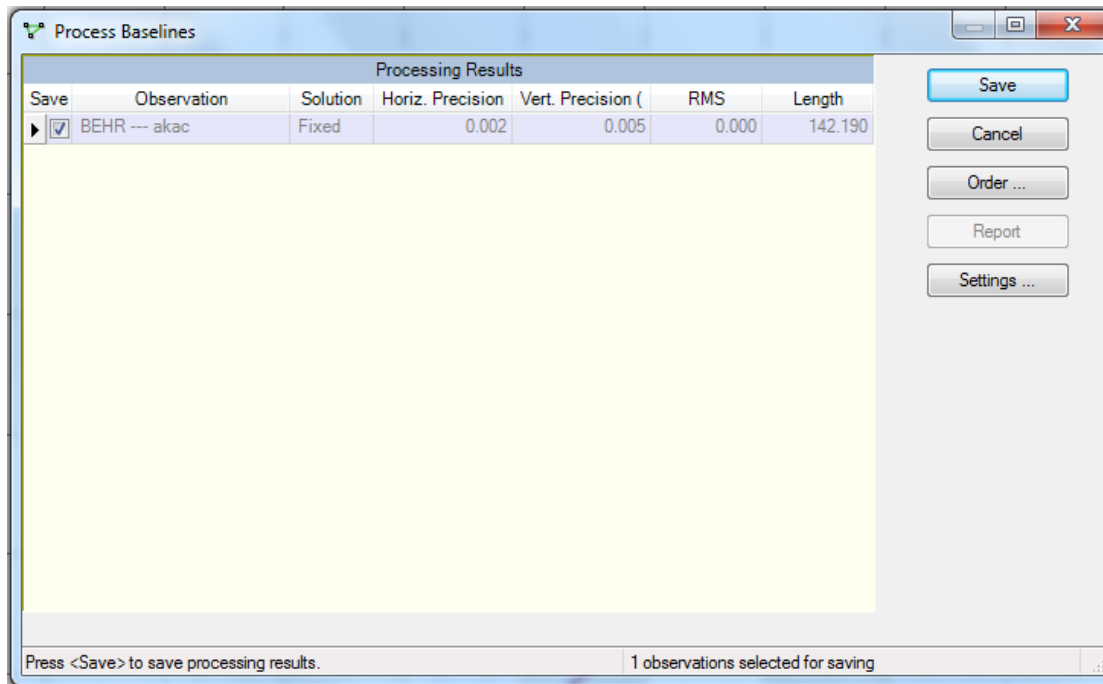 Process Baselines
Processing Results
Save Observation Solution Horiz. Precision Vert. Precision ( RMS Length
BEHR --- akac Fixed 0.002 0.005 0.000 142.190
Save
Cancel
Order ...
Report
Settings ...
Press <Save> to save processing results. 1 observations selected for saving